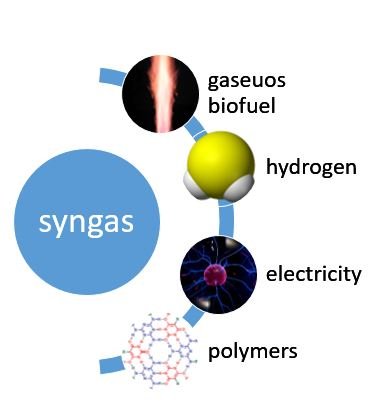 gaseuos
biofuel
hydrogen
syngas
electricity
polymers